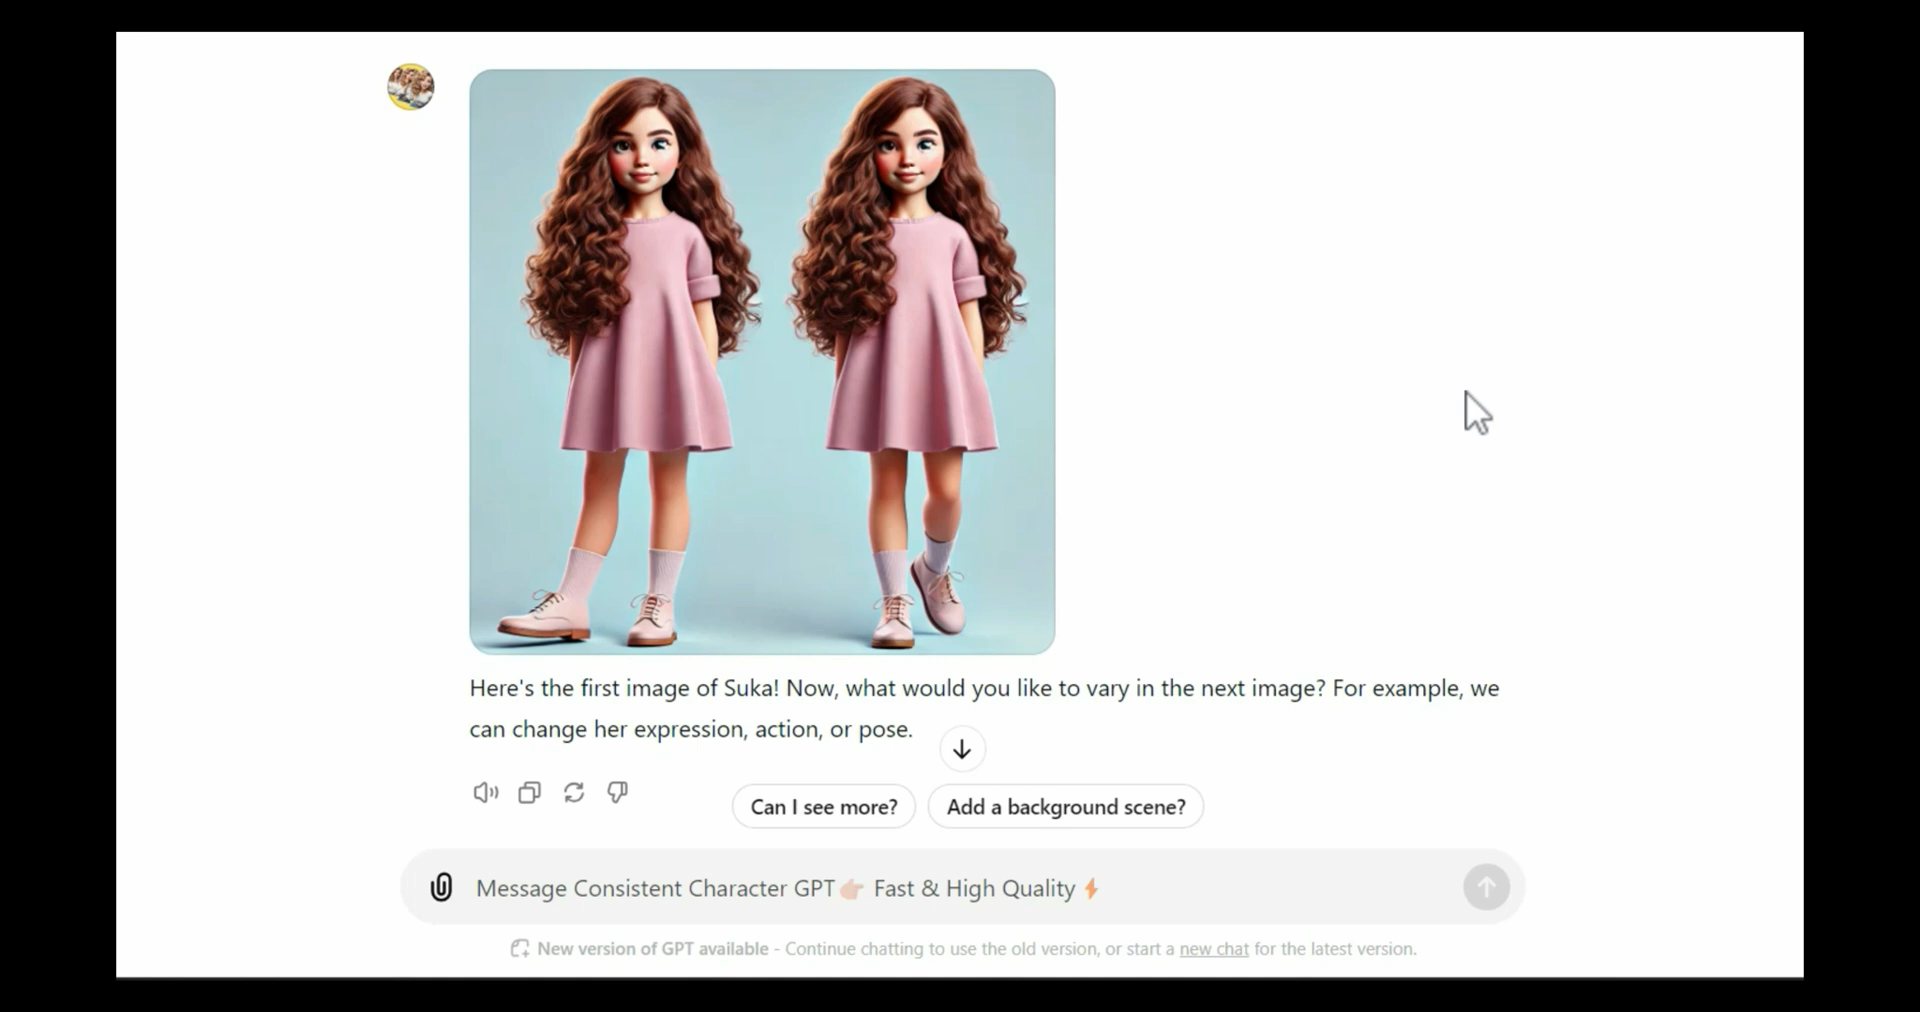 Here's the first image of Suka! Now, what would you like to vary in the next image? For example, we
can change her expression, action, or pose.
Can I see more? Add a background scene?
Message Consistent Character GPT👉🏻 Fast & High Quality⚡
New version of GPT available - Continue chatting to use the old version, or start a new chat for the latest version.